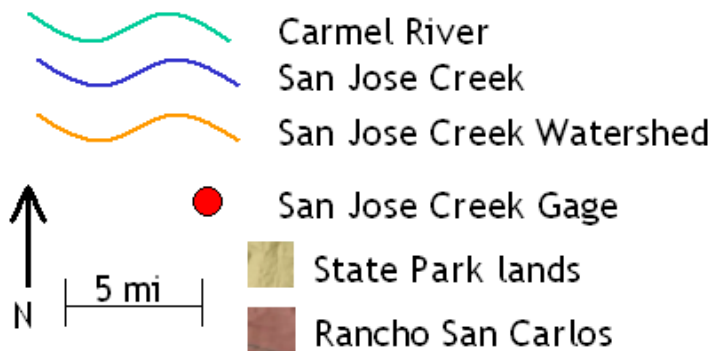 Carmel River
San Jose Creek
San Jose Creek Watershed
San Jose Creek Gage
State Park lands
5 mi
N
Rancho San Carlos